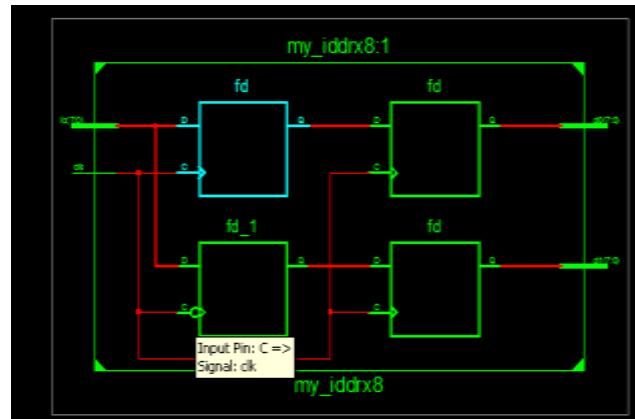 my_iddrx8:1
fd
fd
D
Q
D
Q
C
C
clk
fd_1
fd
D
Q
D
Q
C
C
Input Pin: C =>
Signal: clk
my_iddrx8